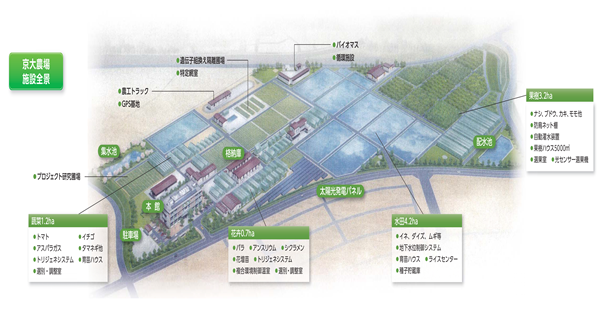 京大農場
施設全景
●バイオマス
●循環施設
●遺伝子組換え隔離圃場
●特定網室
●農工トラック
●GPS基地
集水池
●プロジェクト研究圃場
格納庫
本 館
駐車場
太陽光発電パネル
配水池
果樹3.2ha
●ナシ、ブドウ、カキ、モモ他
●防鳥ネット棚
●自動灌水装置
●果樹ハウス5000㎡
●選果室 ●光センサー選果機
蔬菜1.2ha
●トマト ●イチゴ
●アスパラガス ●タマネギ他
●トリジェネシステム ●育苗ハウス
●選別・調整室
花卉0.7ha
●バラ ●アンスリウム ●シクラメン
●花壇苗 ●トリジェネシステム
●複合環境制御温室 ●選別・調整室
水田4.2ha
●イネ、ダイズ、ムギ等
●地下水位制御システム
●育苗ハウス ●ライスセンター
●種子貯蔵庫